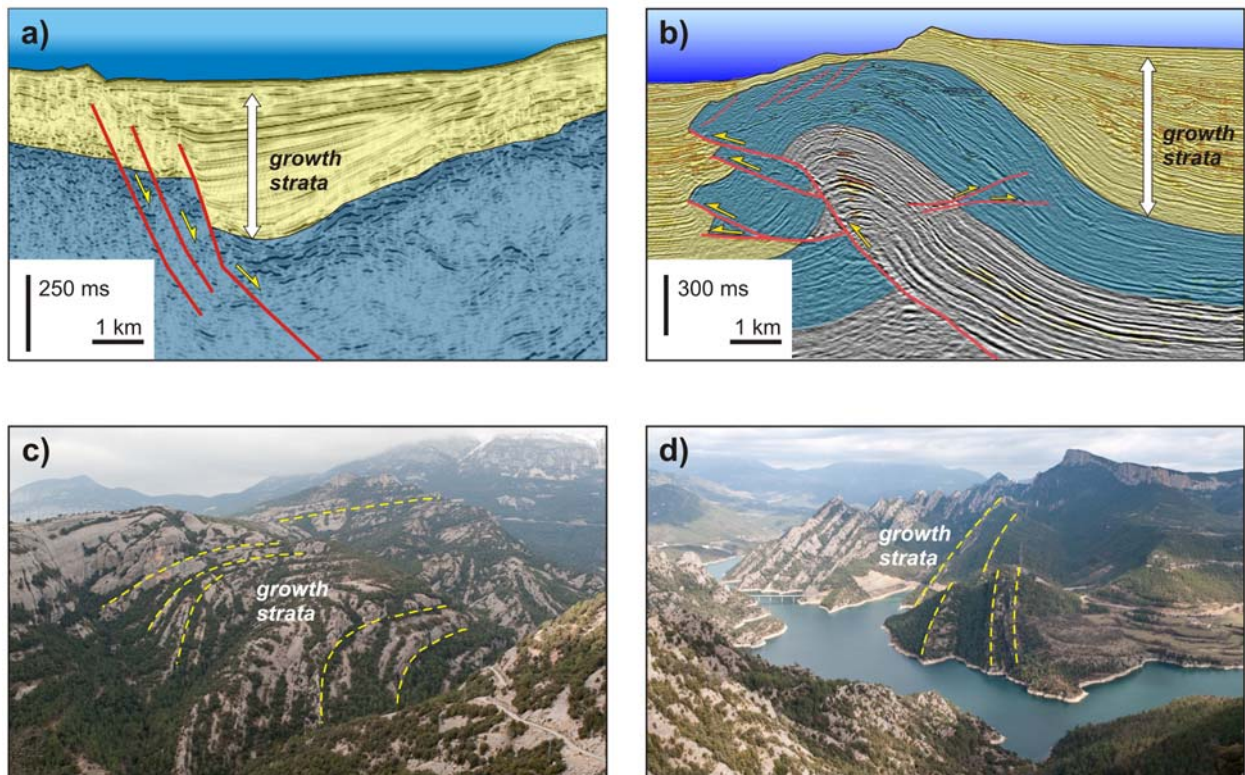 a)
growth
strata
250 ms
1 km
b)
growth
strata
300 ms
1 km
c)
growth
strata
d)
growth
strata